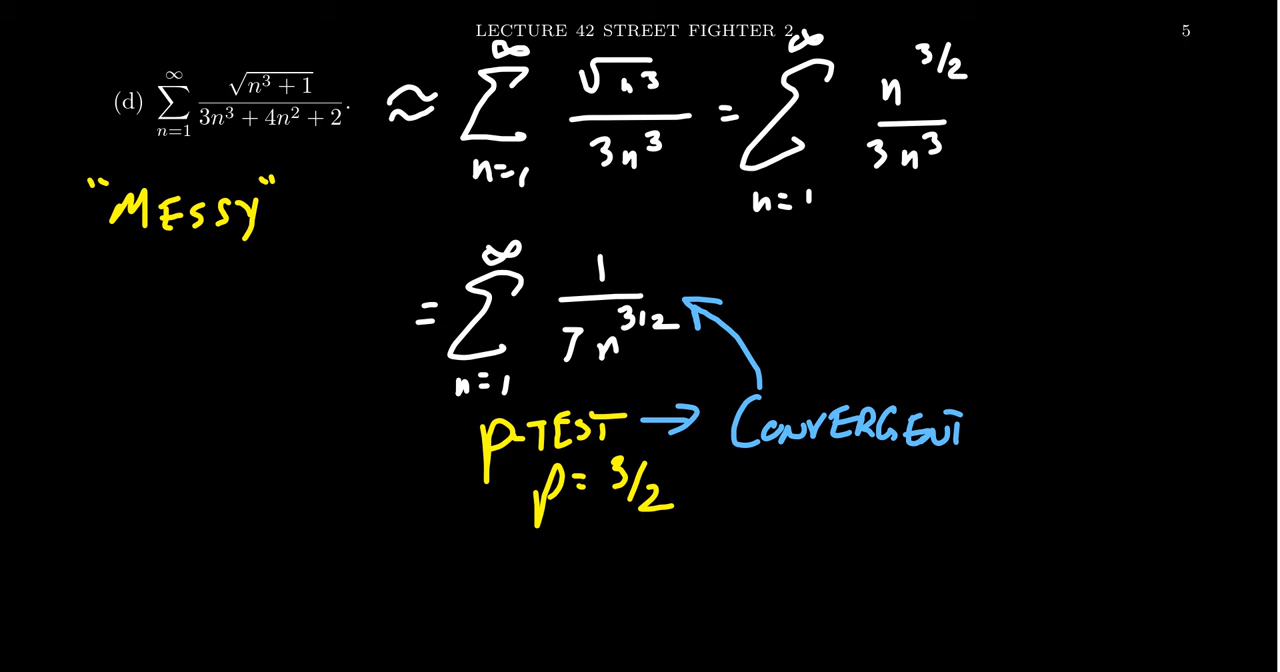 LECTURE 42 STREET FIGHTER 2 5
(d) ∑_{n=1}^{∞} √(n³ + 1) / (3n³ + 4n² + 2). ≈ ∑_{n=1}^{∞} √(n³) / 3n³ = ∑_{n=1}^{∞} n^{3/2} / 3n³
"MESSY"
= ∑_{n=1}^{∞} 1 / 7n^{3/2}
P-TEST → CONVERGENT
P = 3/2